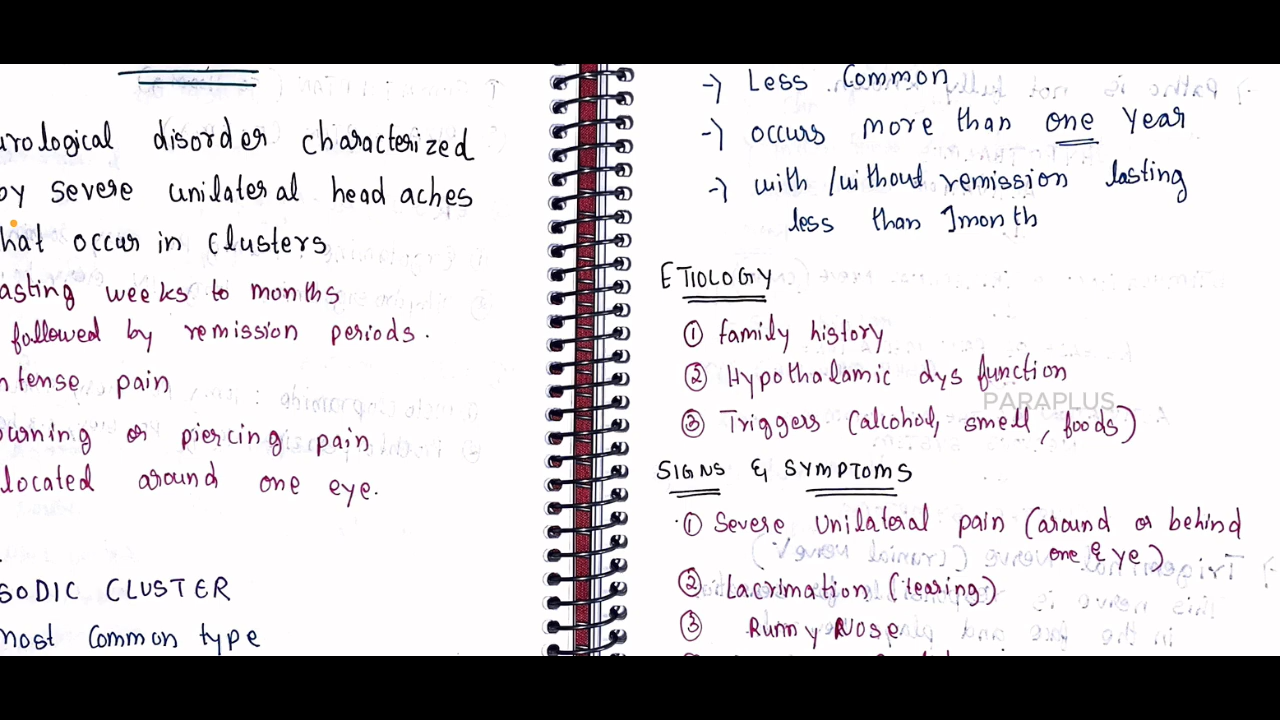 urological disorder characterized
by severe unilateral head aches
that occur in clusters
asting weeks to months
followed by remission periods.
ntense pain
urning or piercing pain
located around one eye.
SODIC CLUSTER
most common type
→ Less Common
→ occurs more than one year
→ with /without remission lasting
less than 1month
ETIOLOGY
① family history
② Hypothalamic dys function
PARAPLUS
③ Triggers (alcohol, smell, foods)
SIGNS & SYMPTOMS
① Severe unilateral pain (around or behind
one eye)
② Lacrimation (tearing)
③ Runny Nose